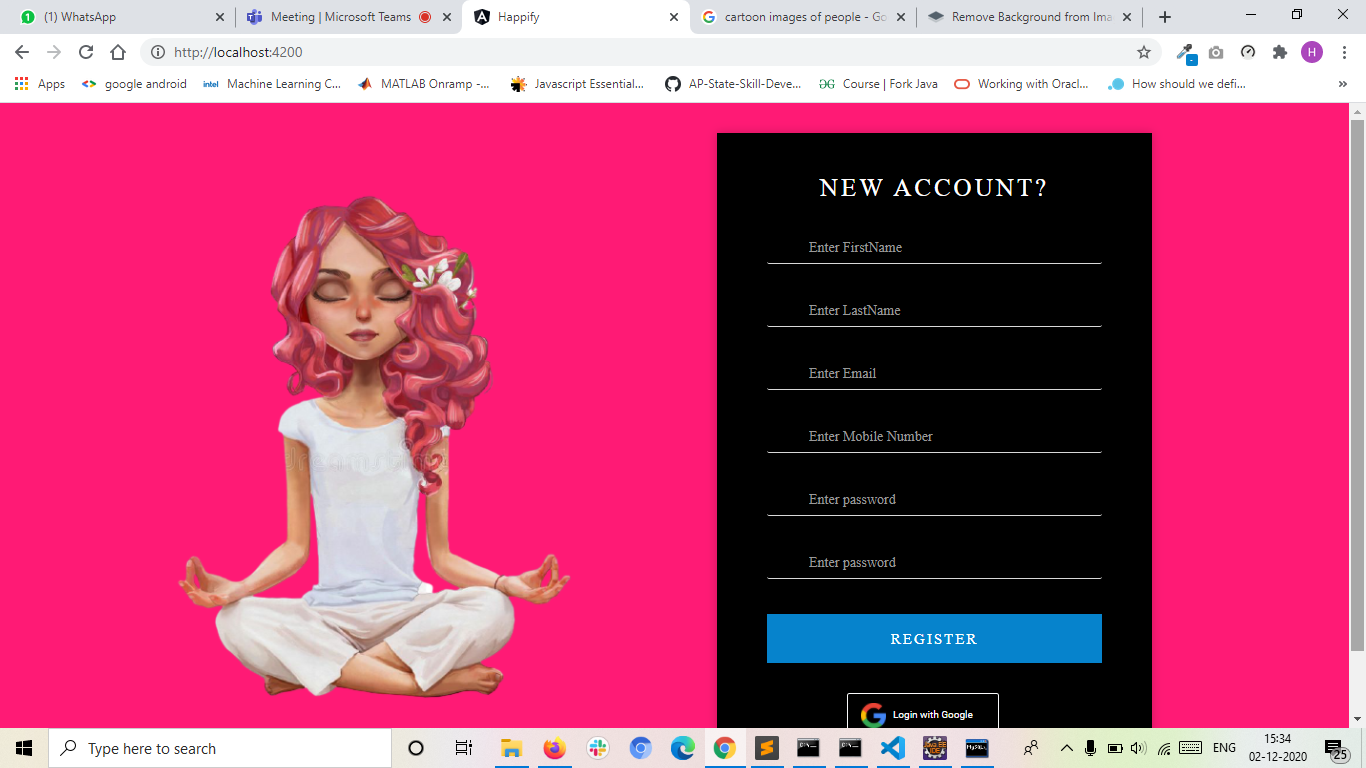 (1) WhatsApp
Meeting | Microsoft Teams
Happify
cartoon images of people - Go
Remove Background from Ima
http://localhost:4200
H
Apps
google android
intel
Machine Learning C...
MATLAB Onramp -...
Javascript Essential...
AP-State-Skill-Deve...
Course | Fork Java
Working with Oracl...
How should we defi...
NEW ACCOUNT?
Enter FirstName
Enter LastName
Enter Email
Enter Mobile Number
Enter password
Enter password
REGISTER
Login with Google
Type here to search
ENG
15:34
02-12-2020
25